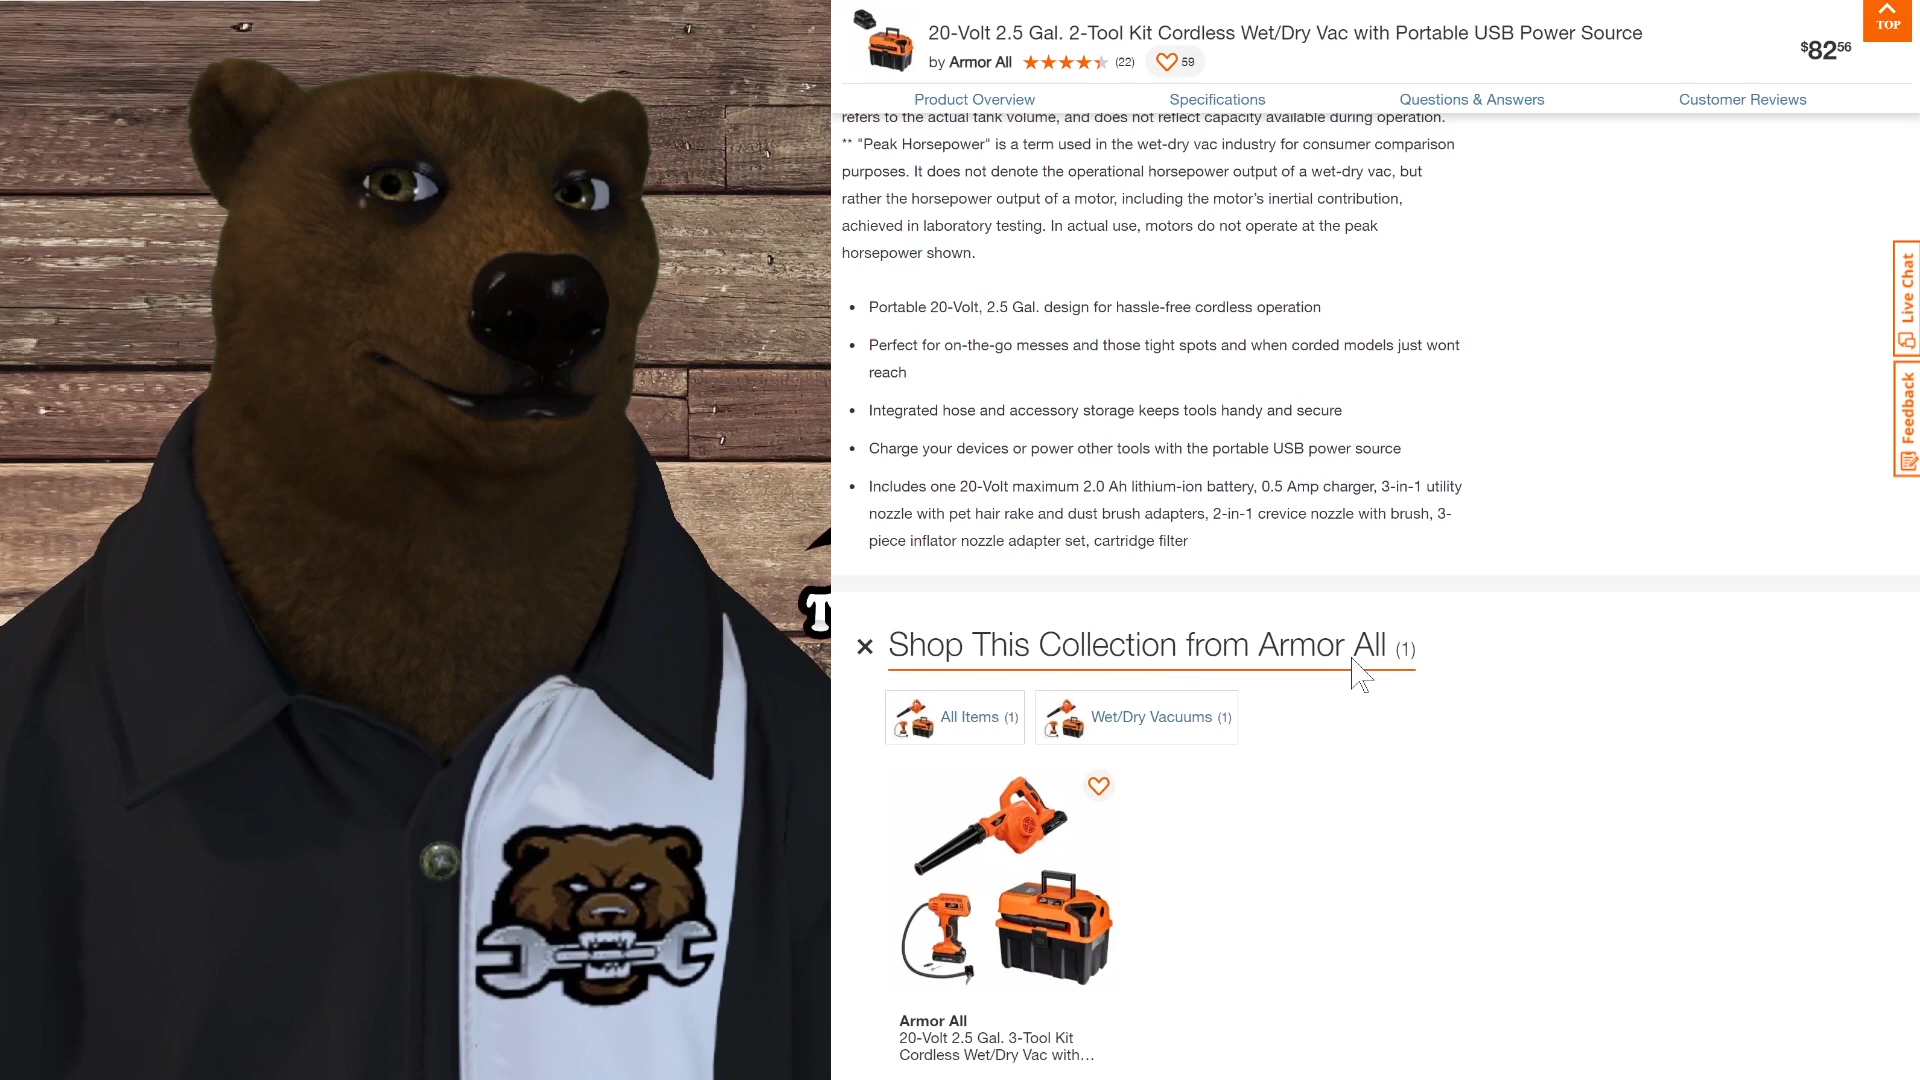 20-Volt 2.5 Gal. 2-Tool Kit Cordless Wet/Dry Vac with Portable USB Power Source
by Armor All (22) 59
$82 56
TOP
Product Overview
Specifications
Questions & Answers
Customer Reviews
refers to the actual tank volume, and does not reflect capacity available during operation.
** "Peak Horsepower" is a term used in the wet-dry vac industry for consumer comparison
purposes. It does not denote the operational horsepower output of a wet-dry vac, but
rather the horsepower output of a motor, including the motor's inertial contribution,
achieved in laboratory testing. In actual use, motors do not operate at the peak
horsepower shown.
• Portable 20-Volt, 2.5 Gal. design for hassle-free cordless operation
• Perfect for on-the-go messes and those tight spots and when corded models just wont
reach
• Integrated hose and accessory storage keeps tools handy and secure
• Charge your devices or power other tools with the portable USB power source
• Includes one 20-Volt maximum 2.0 Ah lithium-ion battery, 0.5 Amp charger, 3-in-1 utility
nozzle with pet hair rake and dust brush adapters, 2-in-1 crevice nozzle with brush, 3-
piece inflator nozzle adapter set, cartridge filter
Live Chat
Feedback
Shop This Collection from Armor All (1)
All Items (1)
Wet/Dry Vacuums (1)
Armor All
20-Volt 2.5 Gal. 3-Tool Kit
Cordless Wet/Dry Vac with…